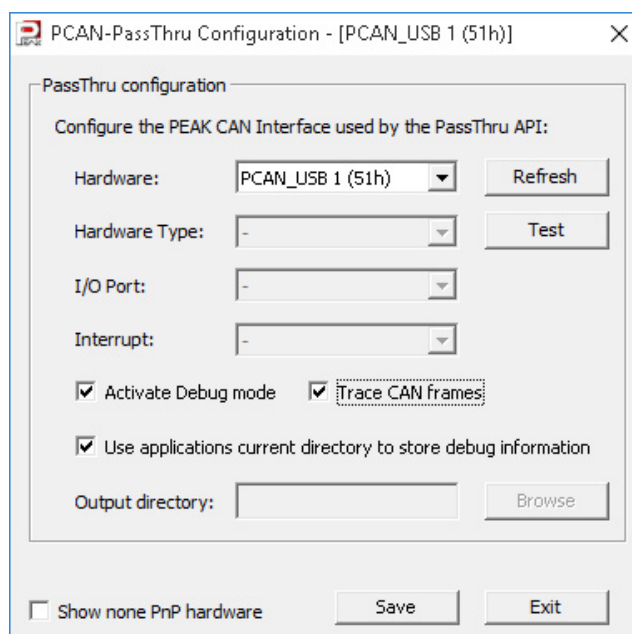 PCAN-PassThru Configuration - [PCAN_USB 1 (51h)]
PassThru configuration
Configure the PEAK CAN Interface used by the PassThru API:
Hardware: PCAN_USB 1 (51h) Refresh
Hardware Type: - Test
I/O Port: -
Interrupt: -
Activate Debug mode Trace CAN frames
Use applications current directory to store debug information
Output directory: Browse
Show none PnP hardware Save Exit